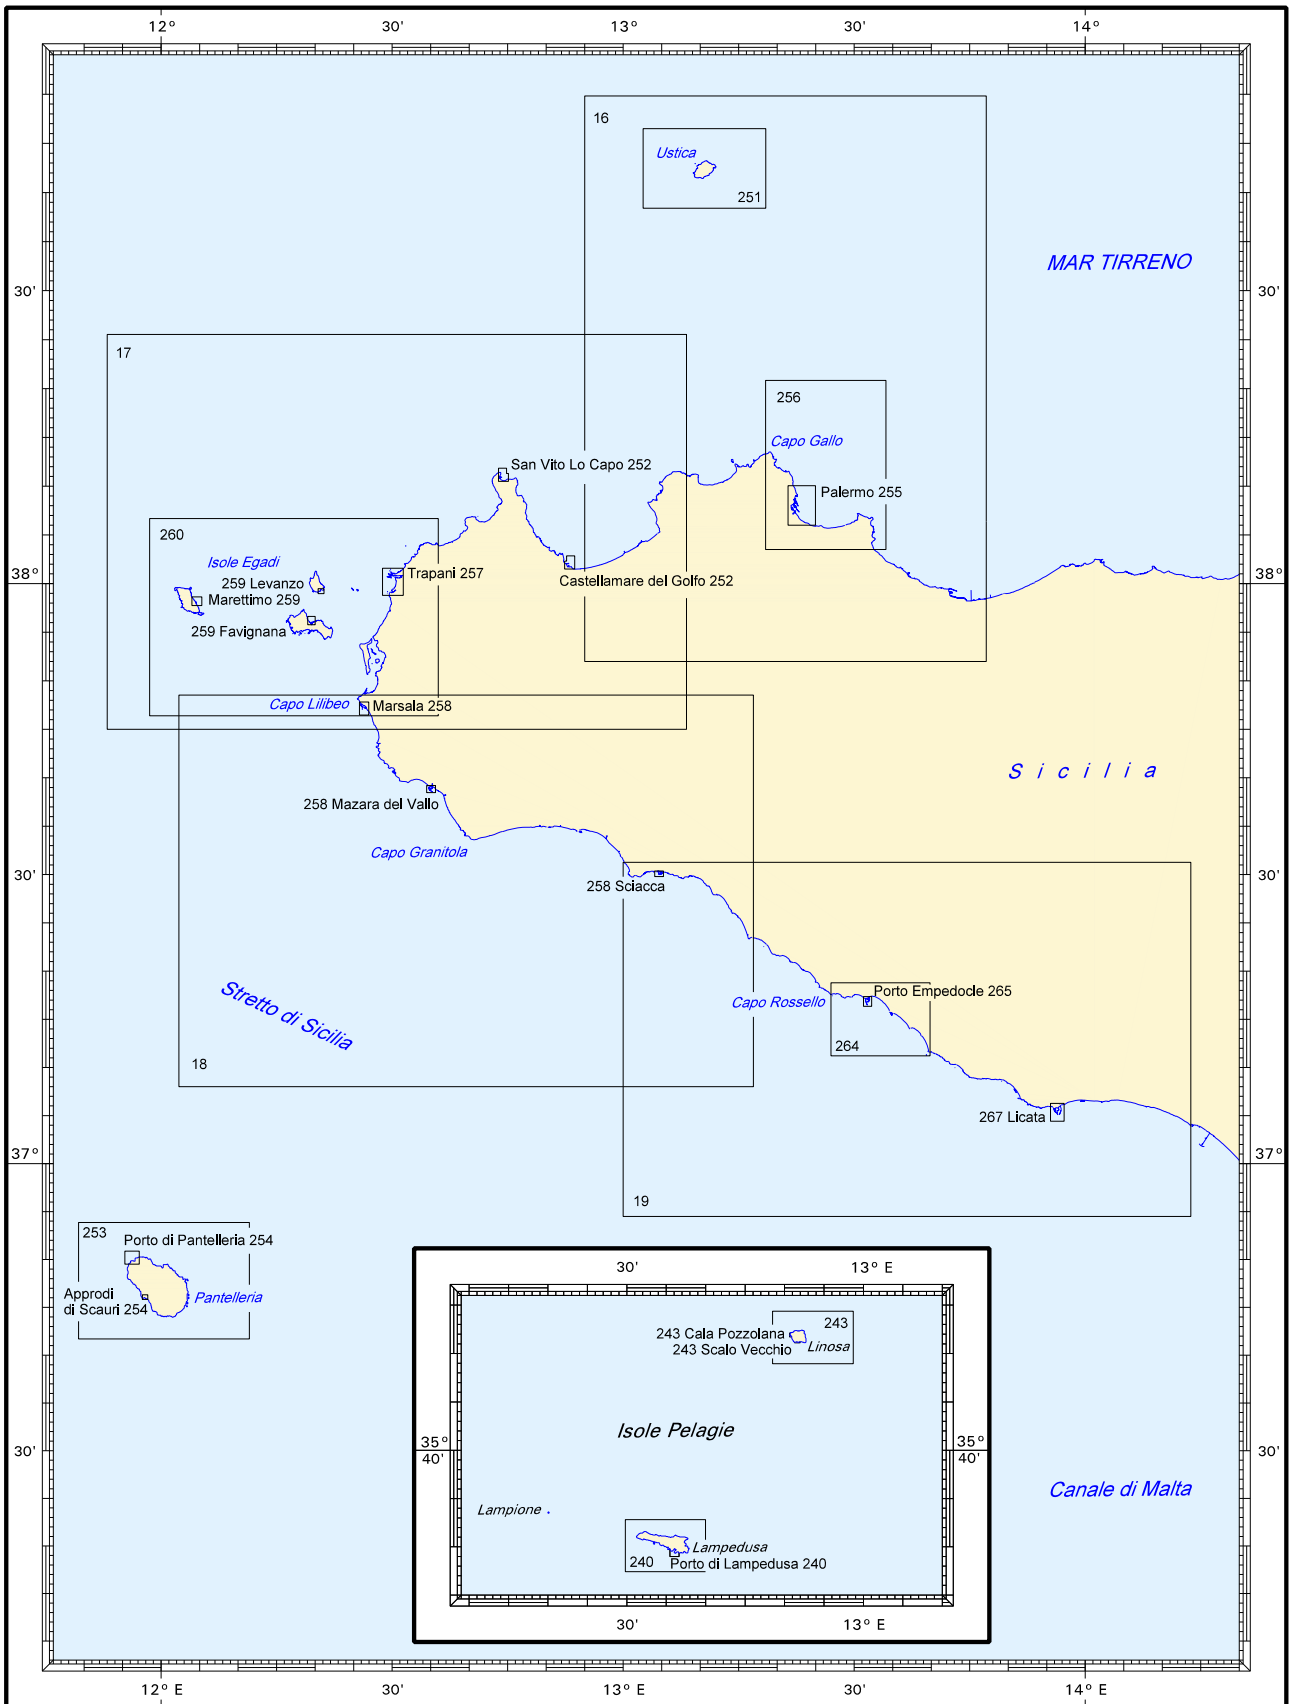 12°
30'
13°
30'
14°
16
Ustica
251
MAR TIRRENO
30'
30'
17
256
Capo Gallo
San Vito Lo Capo 252
Palermo 255
260
Isole Egadi
Trapani 257
259 Levanzo
Castellamare del Golfo 252
38°
38°
Marettimo 259
259 Favignana
Capo Lilibeo
Marsala 258
Sicilia
258 Mazara del Vallo
Capo Granitola
30'
30'
258 Sciacca
Stretto di Sicilia
Capo Rossello
Porto Empedocle 265
264
18
267 Licata
37°
37°
19
253
Porto di Pantelleria 254
Approdi
di Scauri 254
Pantelleria
30'
13° E
243
243 Cala Pozzolana
243 Scalo Vecchio
Linosa
Isole Pelagie
35°
40'
35°
40'
30'
30'
Canale di Malta
Lampione
Lampedusa
240
Porto di Lampedusa 240
30'
13° E
12° E
30'
13° E
30'
14° E